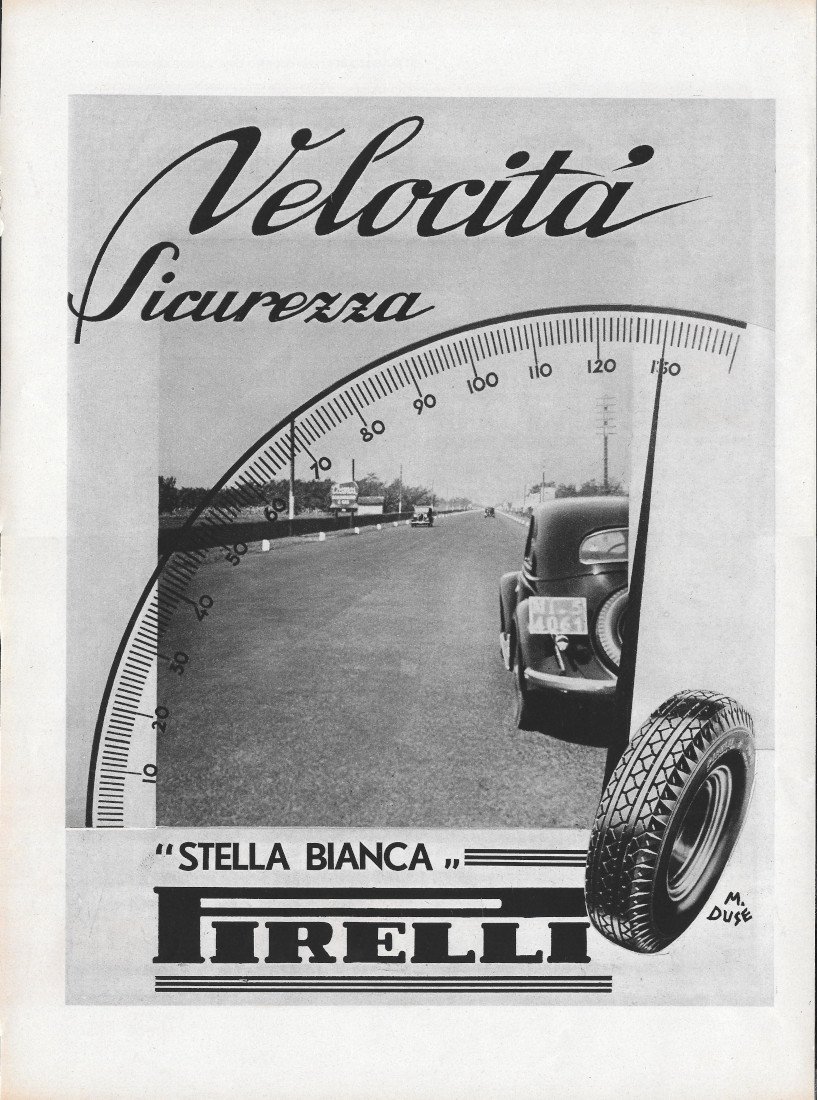 Velocitá
Sicurezza
10 20 30 40 50 60 70 80 90 100 110 120 130
4061
“STELLA BIANCA„
PIRELLI
M.
DUSE